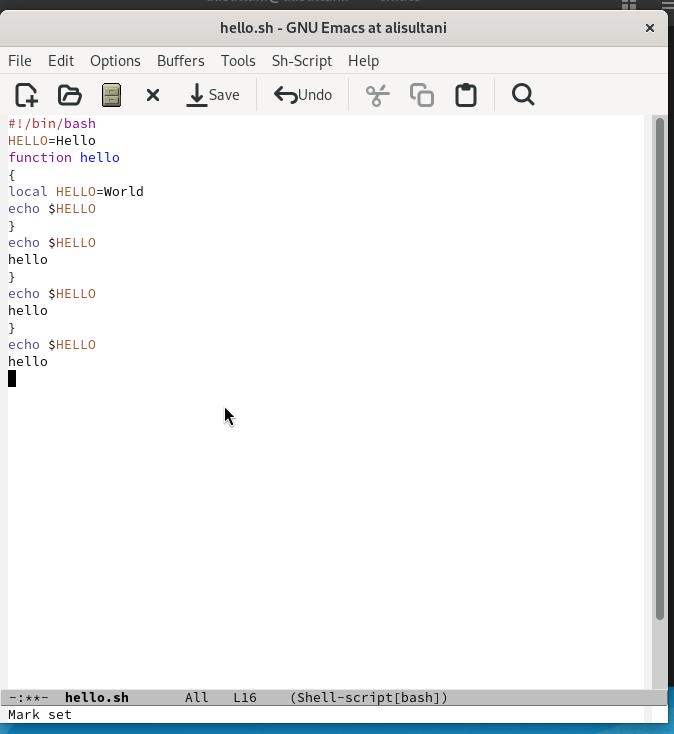 hello.sh - GNU Emacs at alisultani
File Edit Options Buffers Tools Sh-Script Help
Save Undo
#!/bin/bash
HELLO=Hello
function hello
{
local HELLO=World
echo $HELLO
}
echo $HELLO
hello
}
echo $HELLO
hello
}
echo $HELLO
hello
-:**- hello.sh All L16 (Shell-script[bash])
Mark set